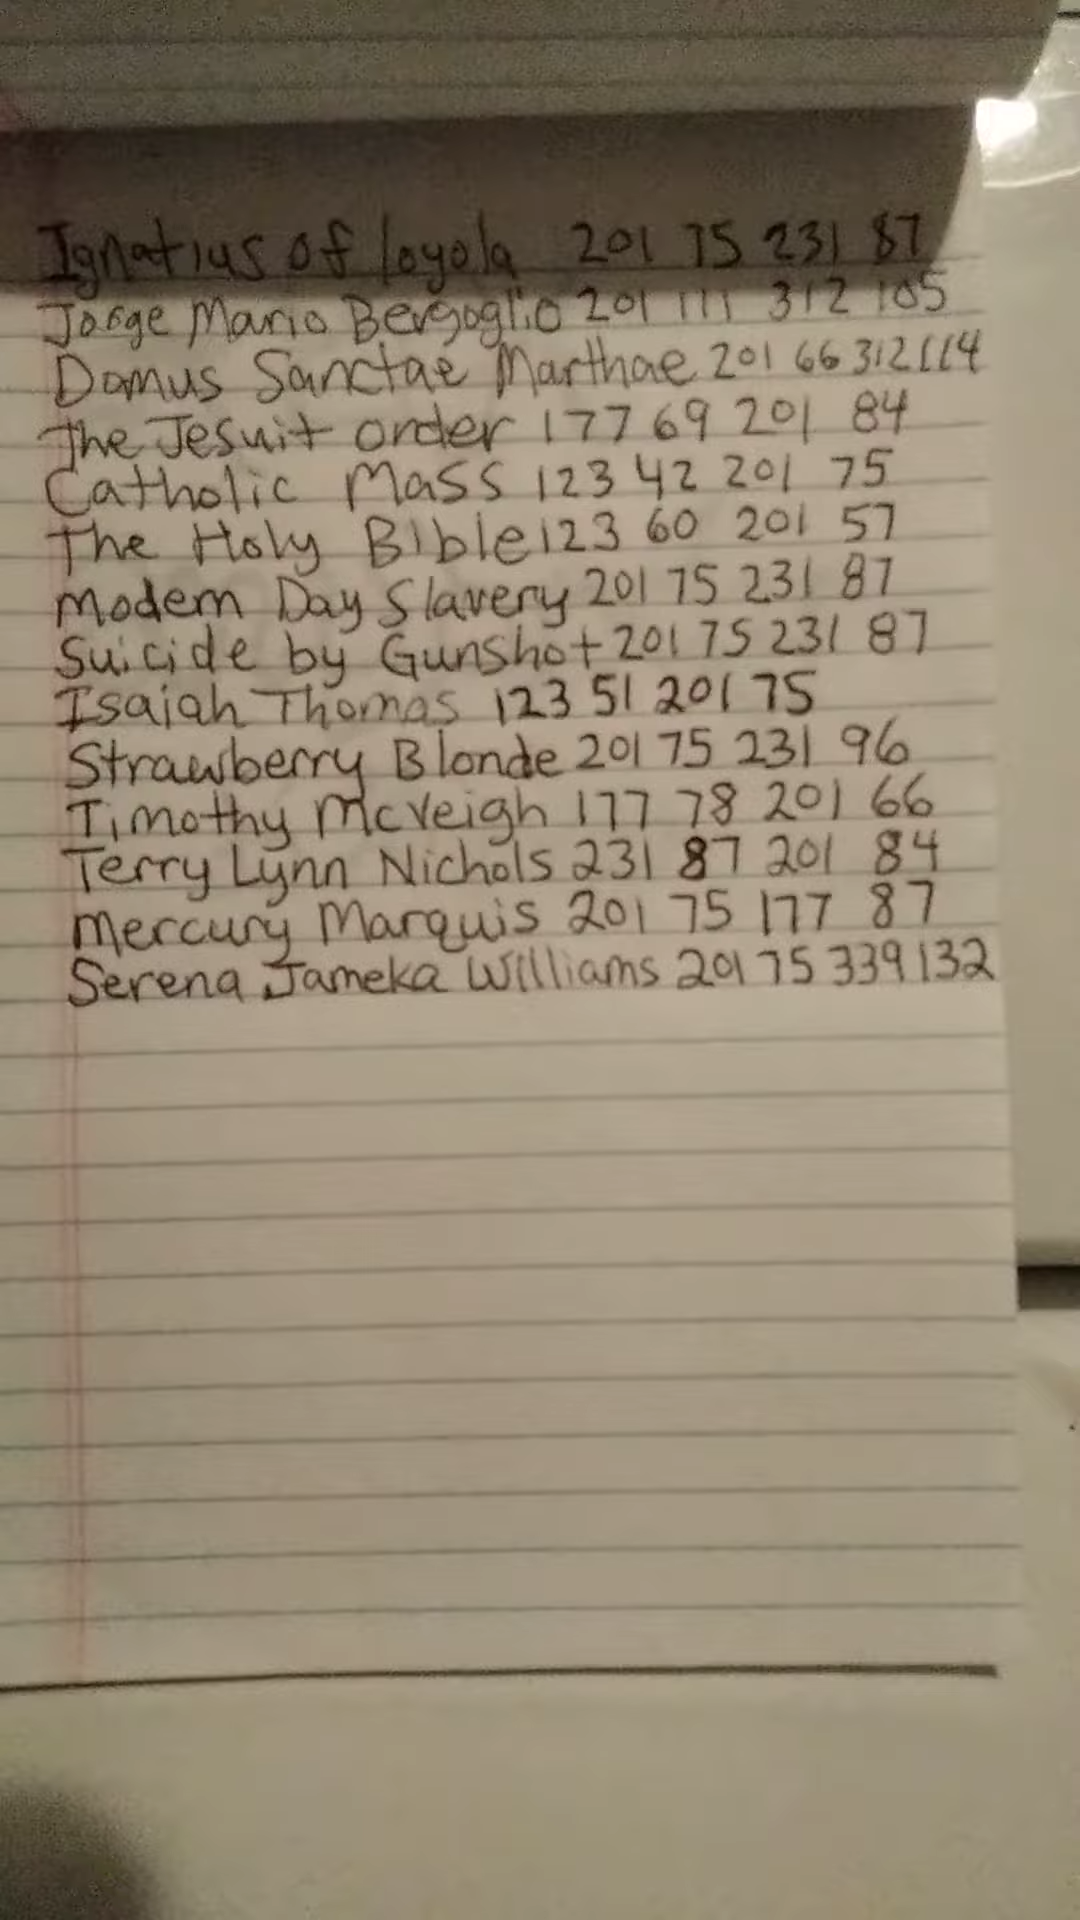 Ignatius of loyola 201 75 231 87
Jorge Mario Bergoglio 201 111 312 105
Domus Sanctae Marthae 201 66 312 114
The Jesuit order 177 69 201 84
Catholic Mass 123 42 201 75
The Holy Bible 123 60 201 57
Modern Day Slavery 201 75 231 87
Suicide by Gunshot 201 75 231 87
Isaiah Thomas 123 51 201 75
Strawberry Blonde 201 75 231 96
Timothy McVeigh 177 78 201 66
Terry Lynn Nichols 231 87 201 84
Mercury Marquis 201 75 177 87
Serena Jameka Williams 201 75 339 132